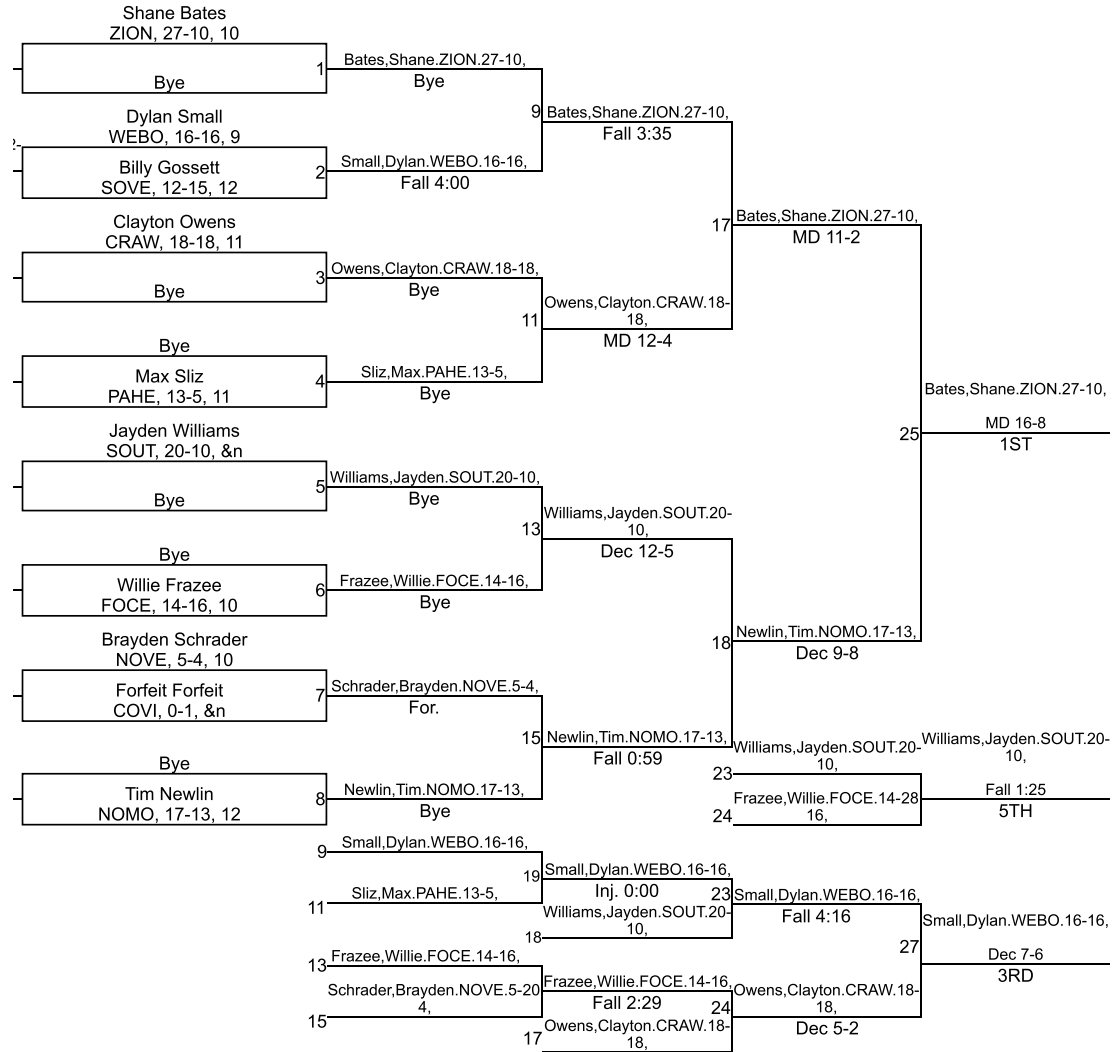 Shane Bates
ZION, 27-10, 10
Bye
1
Bates,Shane.ZION.27-10,
Bye
Dylan Small
WEBO, 16-16, 9
Billy Gossett
SOVE, 12-15, 12
2
Small,Dylan.WEBO.16-16,
Fall 4:00
9
Bates,Shane.ZION.27-10,
Fall 3:35
Clayton Owens
CRAW, 18-18, 11
Bye
3
Owens,Clayton.CRAW.18-18,
Bye
Bye
Max Sliz
PAHE, 13-5, 11
4
Sliz,Max.PAHE.13-5,
Bye
11
Owens,Clayton.CRAW.18-
18,
MD 12-4
17
Bates,Shane.ZION.27-10,
MD 11-2
Jayden Williams
SOUT, 20-10, &n
Bye
5
Williams,Jayden.SOUT.20-10,
Bye
Bye
Willie Frazee
FOCE, 14-16, 10
6
Frazee,Willie.FOCE.14-16,
Bye
13
Williams,Jayden.SOUT.20-
10,
Dec 12-5
Brayden Schrader
NOVE, 5-4, 10
Forfeit Forfeit
COVI, 0-1, &n
7
Schrader,Brayden.NOVE.5-4,
For.
Bye
Tim Newlin
NOMO, 17-13, 12
8
Newlin,Tim.NOMO.17-13,
Bye
15
Newlin,Tim.NOMO.17-13,
Fall 0:59
18
Newlin,Tim.NOMO.17-13,
Dec 9-8
25
Bates,Shane.ZION.27-10,
MD 16-8
1ST
23
Williams,Jayden.SOUT.20-
10,
24
Frazee,Willie.FOCE.14-28
16,
Williams,Jayden.SOUT.20-
10,
Fall 1:25
5TH
9
Small,Dylan.WEBO.16-16,
11
Sliz,Max.PAHE.13-5,
19
Small,Dylan.WEBO.16-16,
Inj. 0:00
18
Williams,Jayden.SOUT.20-
10,
23
Small,Dylan.WEBO.16-16,
Fall 4:16
13
Frazee,Willie.FOCE.14-16,
15
Schrader,Brayden.NOVE.5-20
4,
Frazee,Willie.FOCE.14-16,
Fall 2:29
17
Owens,Clayton.CRAW.18-
18,
24
Owens,Clayton.CRAW.18-
18,
Dec 5-2
27
Small,Dylan.WEBO.16-16,
Dec 7-6
3RD